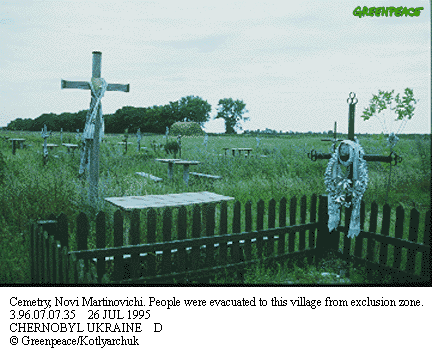 GREENPEACE
Cemetry, Novi Martinovichi. People were evacuated to this village from exclusion zone.
3.96.07.07.35 26 JUL 1995
CHERNOBYL UKRAINE D
© Greenpeace/Kotlyarchuk